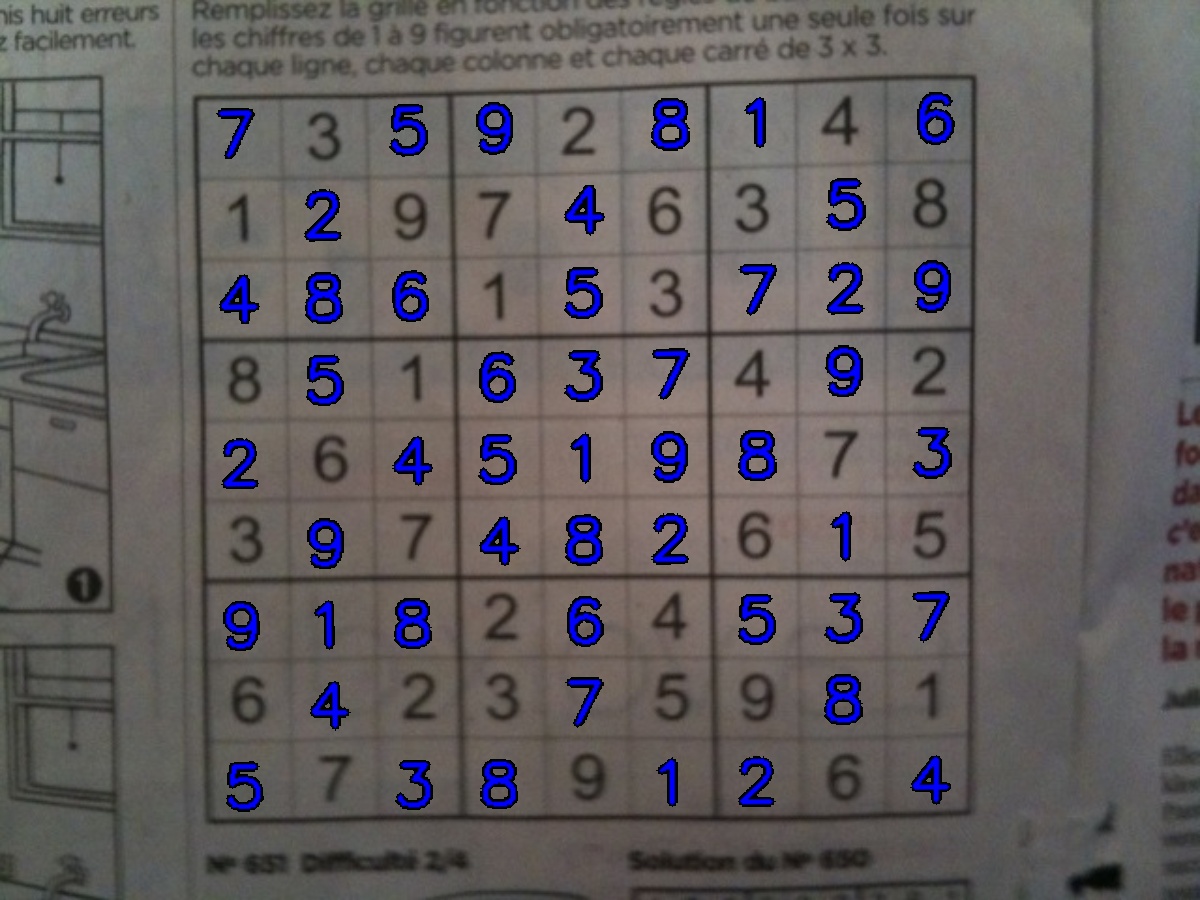 nis huit erreurs
z facilement.
Remplissez la grille en fonction des règles
les chiffres de 1 à 9 figurent obligatoirement une seule fois sur
chaque ligne, chaque colonne et chaque carré de 3 x 3.
7 3 5 9 2 8 1 4 6
1 2 9 7 4 6 3 5 8
4 8 6 1 5 3 7 2 9
8 5 1 6 3 7 4 9 2
2 6 4 5 1 9 8 7 3
3 9 7 4 8 2 6 1 5
9 1 8 2 6 4 5 3 7
6 4 2 3 7 5 9 8 1
5 7 3 8 9 1 2 6 4
1
N° 651 Difficulté 2/4
Solution du N° 650
fo
da
c'e
nat
le
la